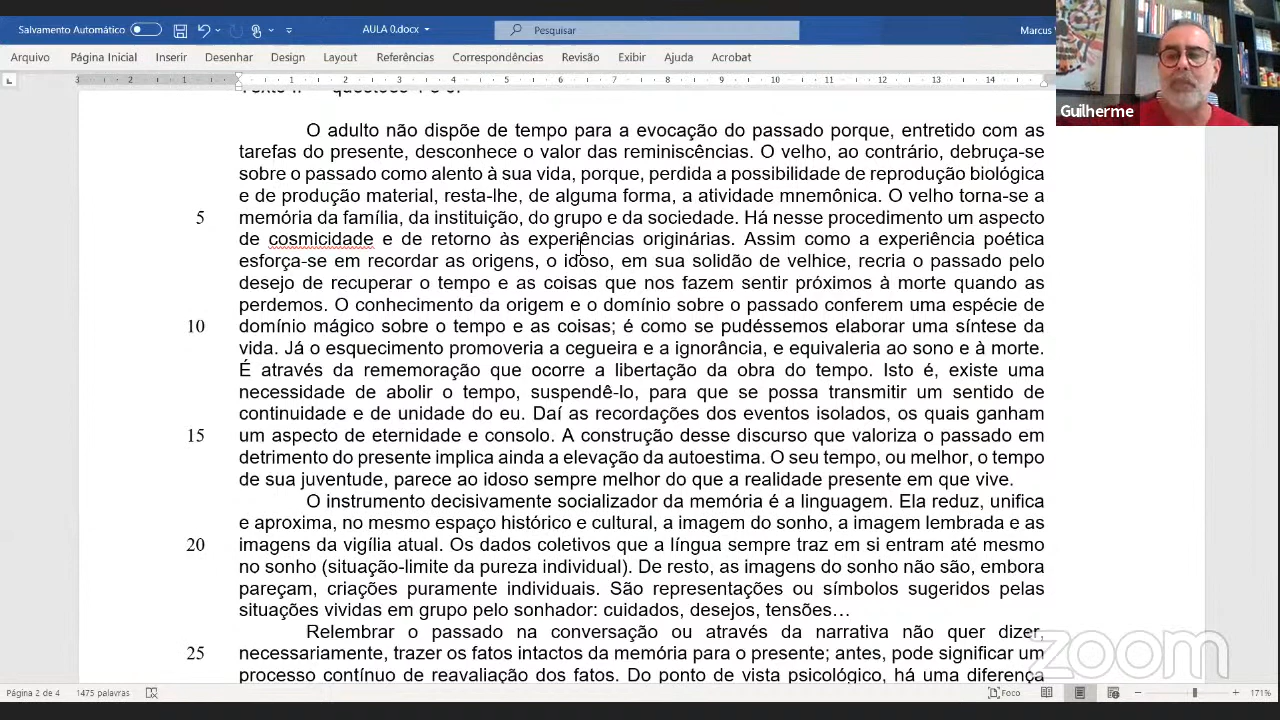 Salvamento Automático
AULA 0.docx
Pesquisar
Marcus
Arquivo Página Inicial Inserir Desenhar Design Layout Referências Correspondências Revisão Exibir Ajuda Acrobat
3 2 1 1 2 3 4 5 6 7 8 9 10 11 12 13 14
Guilherme
O adulto não dispõe de tempo para a evocação do passado porque, entretido com as
tarefas do presente, desconhece o valor das reminiscências. O velho, ao contrário, debruça-se
sobre o passado como alento à sua vida, porque, perdida a possibilidade de reprodução biológica
e de produção material, resta-lhe, de alguma forma, a atividade mnemônica. O velho torna-se a
5 memória da família, da instituição, do grupo e da sociedade. Há nesse procedimento um aspecto
de cosmicidade e de retorno às experiências originárias. Assim como a experiência poética
esforça-se em recordar as origens, o idoso, em sua solidão de velhice, recria o passado pelo
desejo de recuperar o tempo e as coisas que nos fazem sentir próximos à morte quando as
perdemos. O conhecimento da origem e o domínio sobre o passado conferem uma espécie de
10 domínio mágico sobre o tempo e as coisas; é como se pudéssemos elaborar uma síntese da
vida. Já o esquecimento promoveria a cegueira e a ignorância, e equivaleria ao sono e à morte.
É através da rememoração que ocorre a libertação da obra do tempo. Isto é, existe uma
necessidade de abolir o tempo, suspendê-lo, para que se possa transmitir um sentido de
continuidade e de unidade do eu. Daí as recordações dos eventos isolados, os quais ganham
15 um aspecto de eternidade e consolo. A construção desse discurso que valoriza o passado em
detrimento do presente implica ainda a elevação da autoestima. O seu tempo, ou melhor, o tempo
de sua juventude, parece ao idoso sempre melhor do que a realidade presente em que vive.
O instrumento decisivamente socializador da memória é a linguagem. Ela reduz, unifica
e aproxima, no mesmo espaço histórico e cultural, a imagem do sonho, a imagem lembrada e as
20 imagens da vigília atual. Os dados coletivos que a língua sempre traz em si entram até mesmo
no sonho (situação-limite da pureza individual). De resto, as imagens do sonho não são, embora
pareçam, criações puramente individuais. São representações ou símbolos sugeridos pelas
situações vividas em grupo pelo sonhador: cuidados, desejos, tensões…
Relembrar o passado na conversação ou através da narrativa não quer dizer,
25 necessariamente, trazer os fatos intactos da memória para o presente; antes, pode significar um
processo contínuo de reavaliação dos fatos. Do ponto de vista psicológico, há uma diferença
zoom
Página 2 de 4 1475 palavras Foco 171%